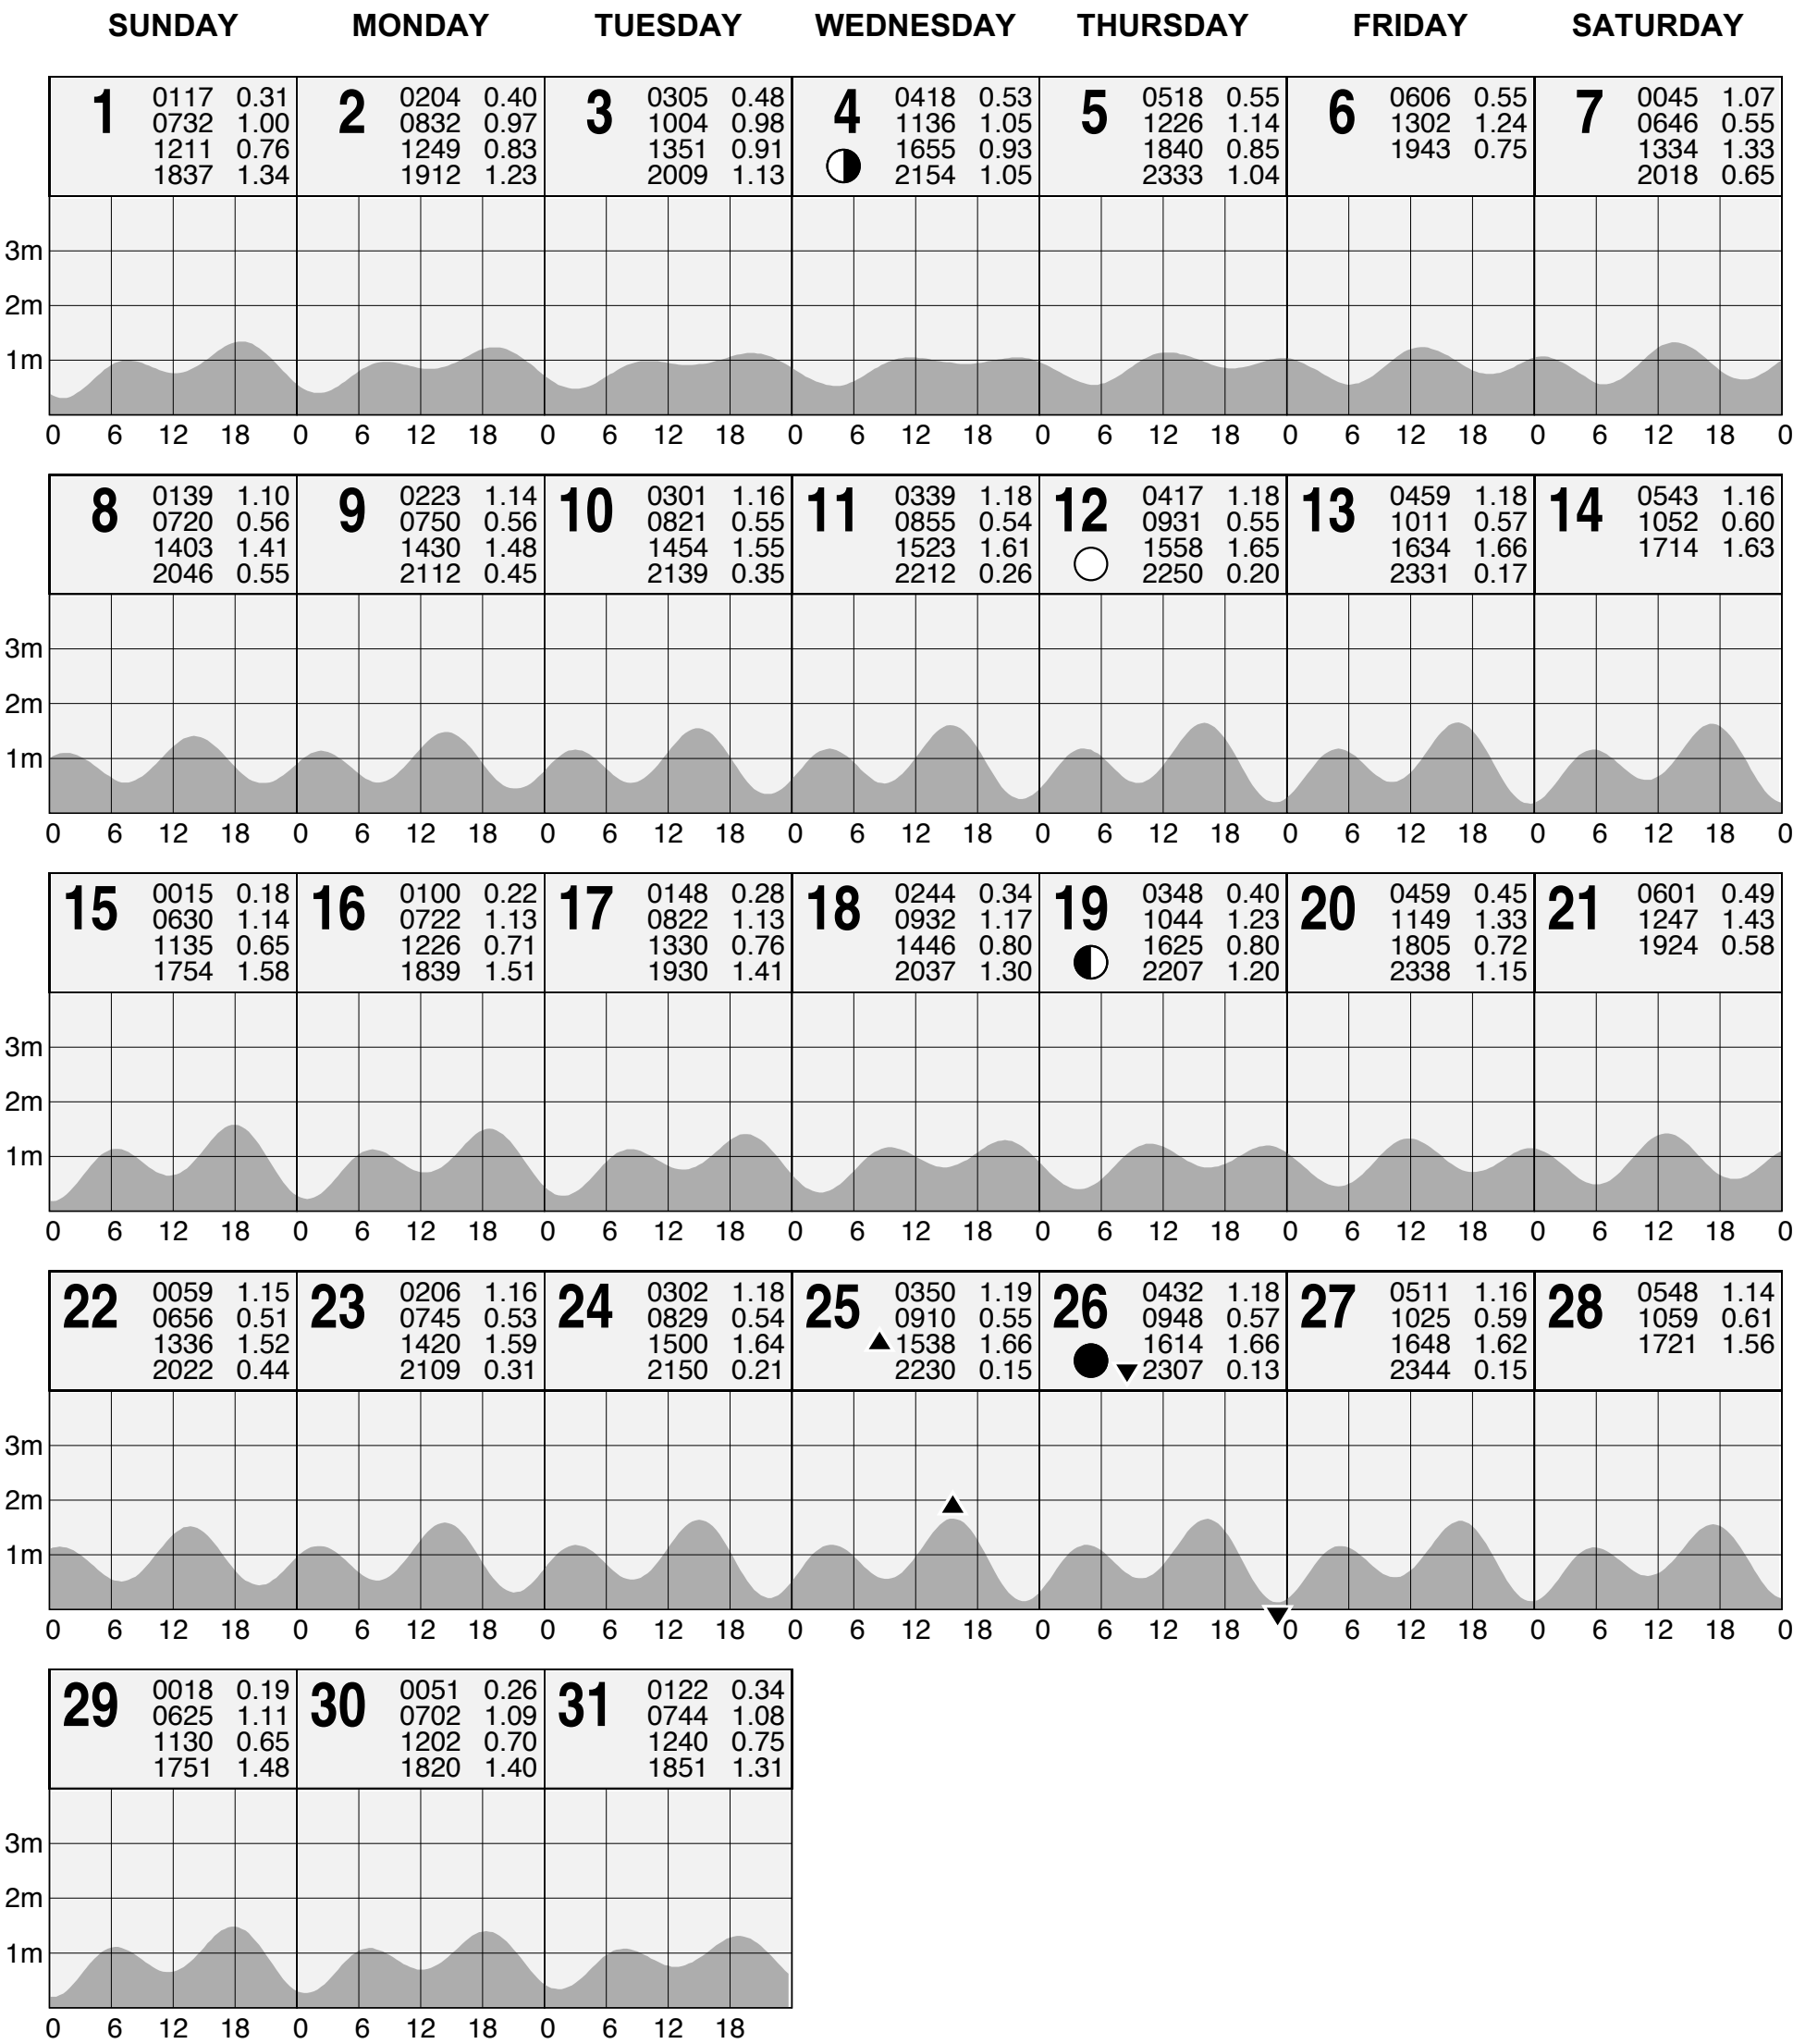 SUNDAY MONDAY TUESDAY WEDNESDAY THURSDAY FRIDAY SATURDAY
1 0117 0.31 2 0204 0.40 3 0305 0.48 4 0418 0.53 5 0518 0.55 6 0606 0.55 7 0045 1.07
0732 1.00 0832 0.97 1004 0.98 1136 1.05 1226 1.14 1302 1.24 0646 0.55
1211 0.76 1249 0.83 1351 0.91 1655 0.93 1840 0.85 1943 0.75 1334 1.33
1837 1.34 1912 1.23 2009 1.13 2154 1.05 2333 1.04 2018 0.65
3m
2m
1m
0 6 12 18 0 6 12 18 0 6 12 18 0 6 12 18 0 6 12 18 0 6 12 18 0 6 12 18 0
8 0139 1.10 9 0223 1.14 10 0301 1.16 11 0339 1.18 12 0417 1.18 13 0459 1.18 14 0543 1.16
0720 0.56 0750 0.56 0821 0.55 0855 0.54 0931 0.55 1011 0.57 1052 0.60
1403 1.41 1430 1.48 1454 1.55 1523 1.61 1558 1.65 1634 1.66 1714 1.63
2046 0.55 2112 0.45 2139 0.35 2212 0.26 2250 0.20 2331 0.17
3m
2m
1m
0 6 12 18 0 6 12 18 0 6 12 18 0 6 12 18 0 6 12 18 0 6 12 18 0 6 12 18 0
15 0015 0.18 16 0100 0.22 17 0148 0.28 18 0244 0.34 19 0348 0.40 20 0459 0.45 21 0601 0.49
0630 1.14 0722 1.13 0822 1.13 0932 1.17 1044 1.23 1149 1.33 1247 1.43
1135 0.65 1226 0.71 1330 0.76 1446 0.80 1625 0.80 1805 0.72 1924 0.58
1754 1.58 1839 1.51 1930 1.41 2037 1.30 2207 1.20 2338 1.15
3m
2m
1m
0 6 12 18 0 6 12 18 0 6 12 18 0 6 12 18 0 6 12 18 0 6 12 18 0 6 12 18 0
22 0059 1.15 23 0206 1.16 24 0302 1.18 25 0350 1.19 26 0432 1.18 27 0511 1.16 28 0548 1.14
0656 0.51 0745 0.53 0829 0.54 0910 0.55 0948 0.57 1025 0.59 1059 0.61
1336 1.52 1420 1.59 1500 1.64 1538 1.66 1614 1.66 1648 1.62 1721 1.56
2022 0.44 2109 0.31 2150 0.21 2230 0.15 2307 0.13 2344 0.15
3m
2m
1m
0 6 12 18 0 6 12 18 0 6 12 18 0 6 12 18 0 6 12 18 0 6 12 18 0 6 12 18 0
29 0018 0.19 30 0051 0.26 31 0122 0.34
0625 1.11 0702 1.09 0744 1.08
1130 0.65 1202 0.70 1240 0.75
1751 1.48 1820 1.40 1851 1.31
3m
2m
1m
0 6 12 18 0 6 12 18 0 6 12 18